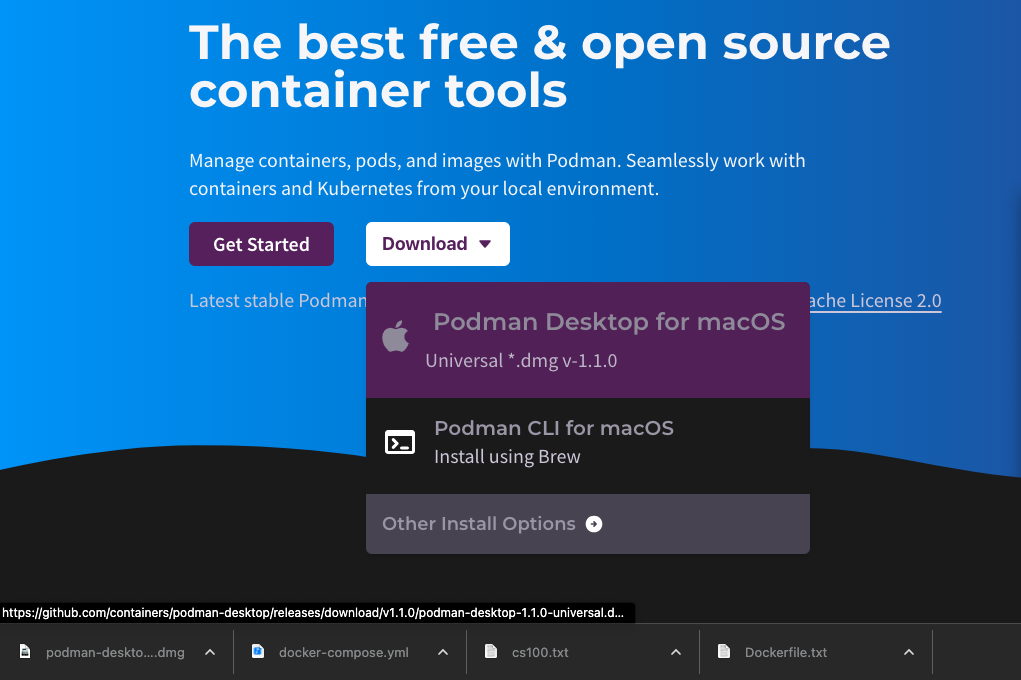 The best free & open source
container tools
Manage containers, pods, and images with Podman. Seamlessly work with
containers and Kubernetes from your local environment.
Get Started
Download
Latest stable Podman
ache License 2.0
Podman Desktop for macOS
Universal *.dmg v-1.1.0
Podman CLI for macOS
Install using Brew
Other Install Options
https://github.com/containers/podman-desktop/releases/download/v1.1.0/podman-desktop-1.1.0-universal.d...
podman-deskto....dmg
docker-compose.yml
cs100.txt
Dockerfile.txt